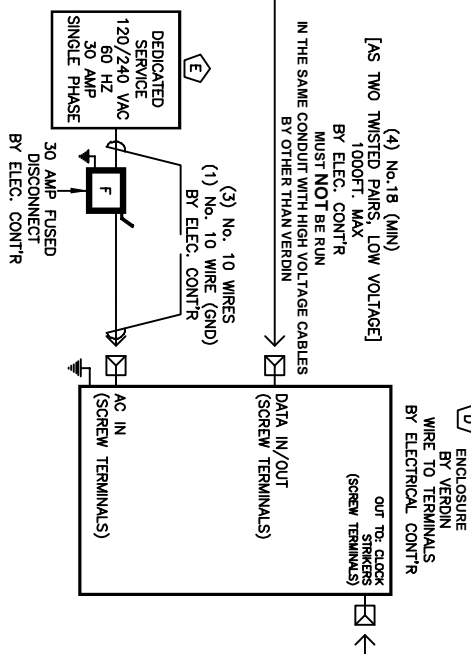 D
ENCLOSURE
BY VERDIN
WIRE TO TERMINALS
BY ELECTRICAL CONT'R
OUT TO: CLOCK
STRIKERS
(SCREW TERMINALS)
DATA IN/OUT
(SCREW TERMINALS)
AC IN
(SCREW TERMINALS)
(4) No.18 (MIN)
[AS TWO TWISTED PAIRS, LOW VOLTAGE]
1000FT. MAX
BY ELEC. CONT'R
MUST NOT BE RUN
IN THE SAME CONDUIT WITH HIGH VOLTAGE CABLES
BY OTHER THAN VERDIN
(3) No. 10 WIRES
(1) No. 10 WIRE (GND)
BY ELEC. CONT'R
E
DEDICATED
SERVICE
120/240 VAC
60 HZ
30 AMP
SINGLE PHASE
F
30 AMP FUSED
DISCONNECT
BY ELEC. CONT'R